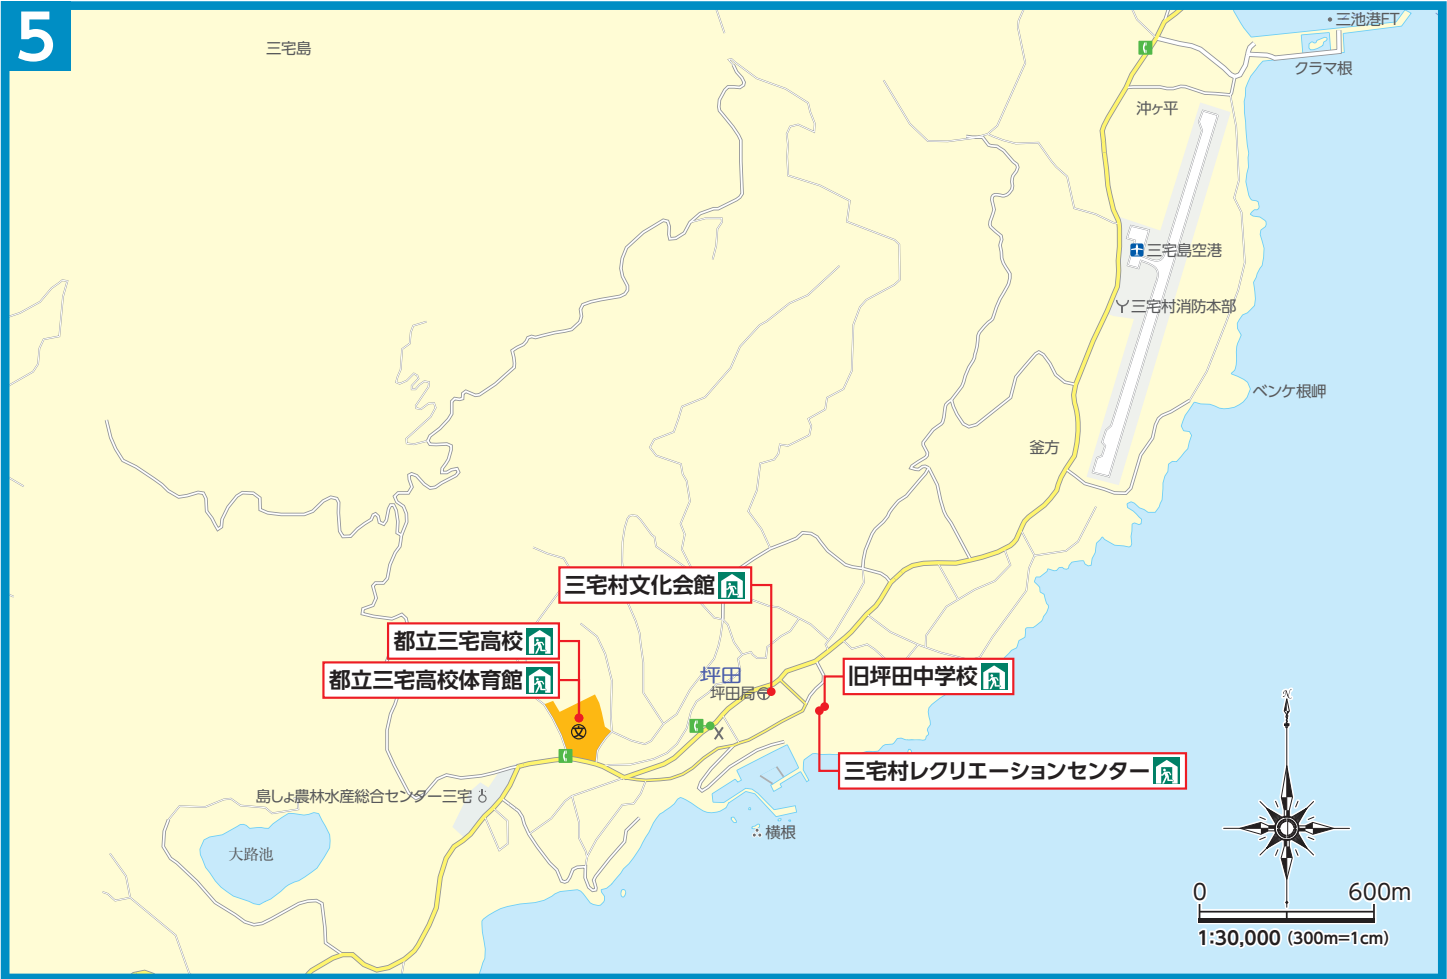 5
三宅島
三池港FT
クラマ根
沖ヶ平
三宅島空港
三宅村消防本部
ベンケ根岬
釜方
三宅村文化会館
都立三宅高校
都立三宅高校体育館
坪田
坪田局
旧坪田中学校
文
三宅村レクリエーションセンター
島しょ農林水産総合センター三宅
横根
大路池
N
0 600m
1:30,000 (300m=1cm)